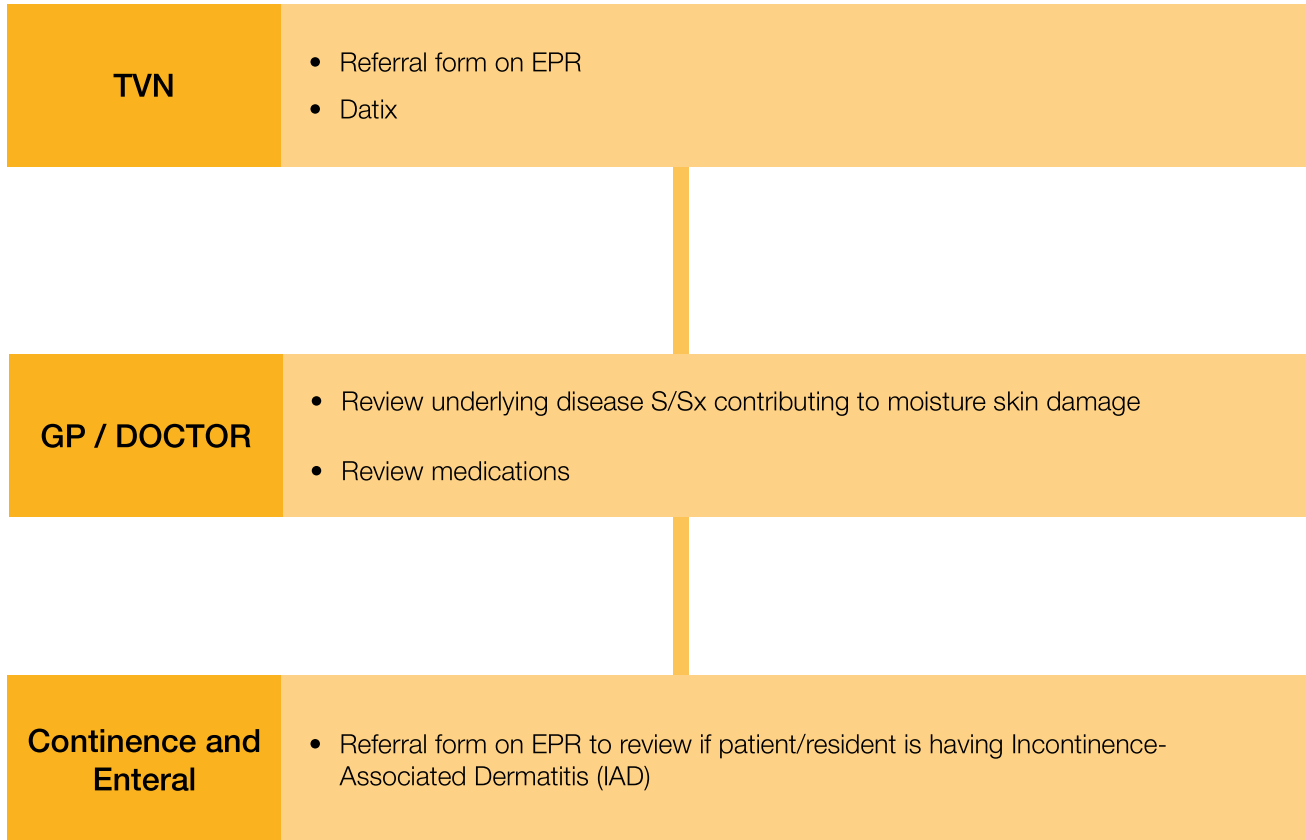 TVN
• Referral form on EPR
• Datix
GP / DOCTOR
• Review underlying disease S/Sx contributing to moisture skin damage
• Review medications
Continence and
Enteral
• Referral form on EPR to review if patient/resident is having Incontinence-
Associated Dermatitis (IAD)